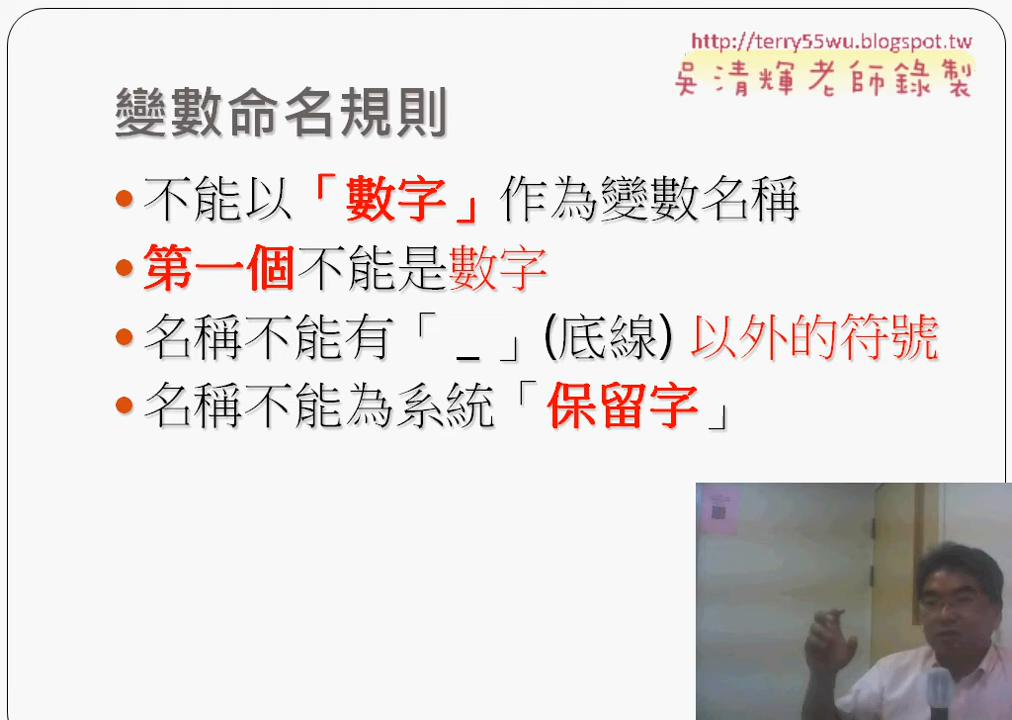 http://terry55wu.blogspot.tw
吳清輝老師錄製
變數命名規則
•不能以「數字」作為變數名稱
•第一個不能是數字
•名稱不能有「_」(底線) 以外的符號
•名稱不能為系統「保留字」